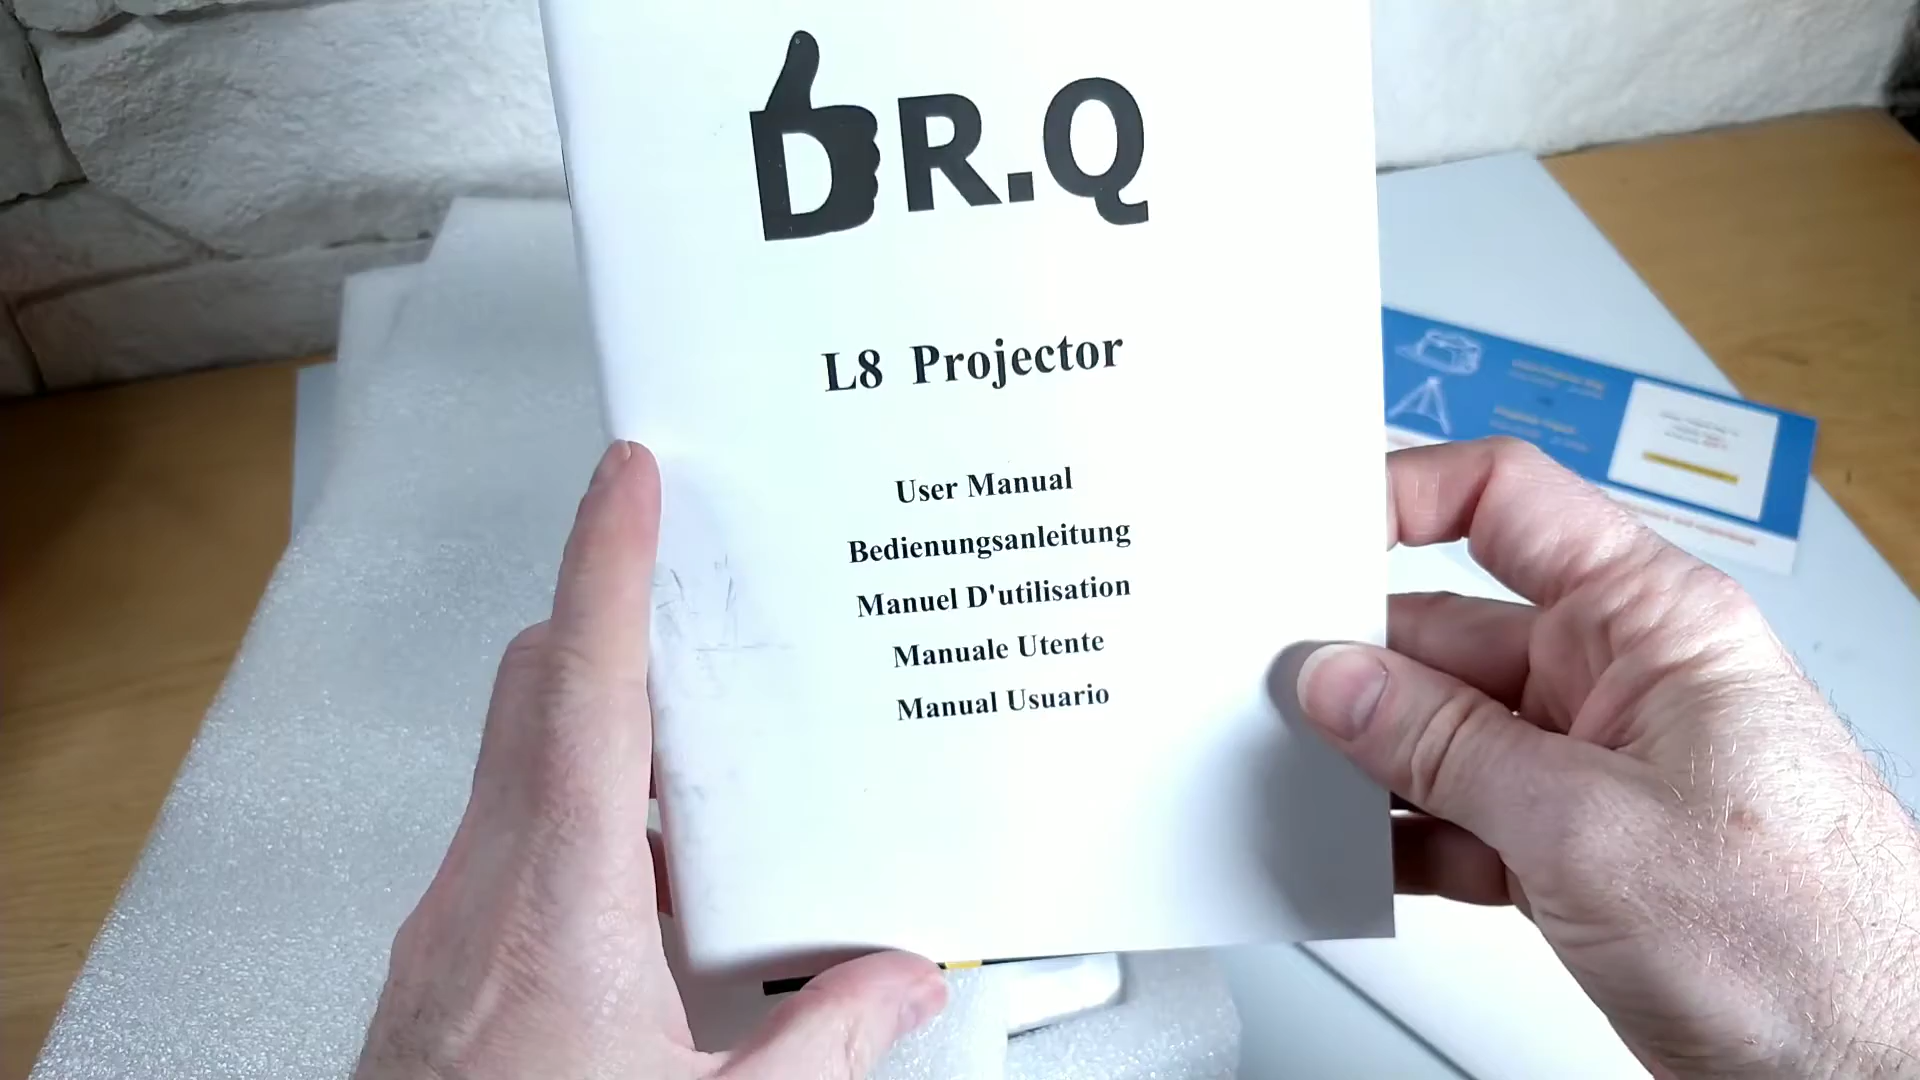 DR.Q
L8 Projector
User Manual
Bedienungsanleitung
Manuel D'utilisation
Manuale Utente
Manual Usuario